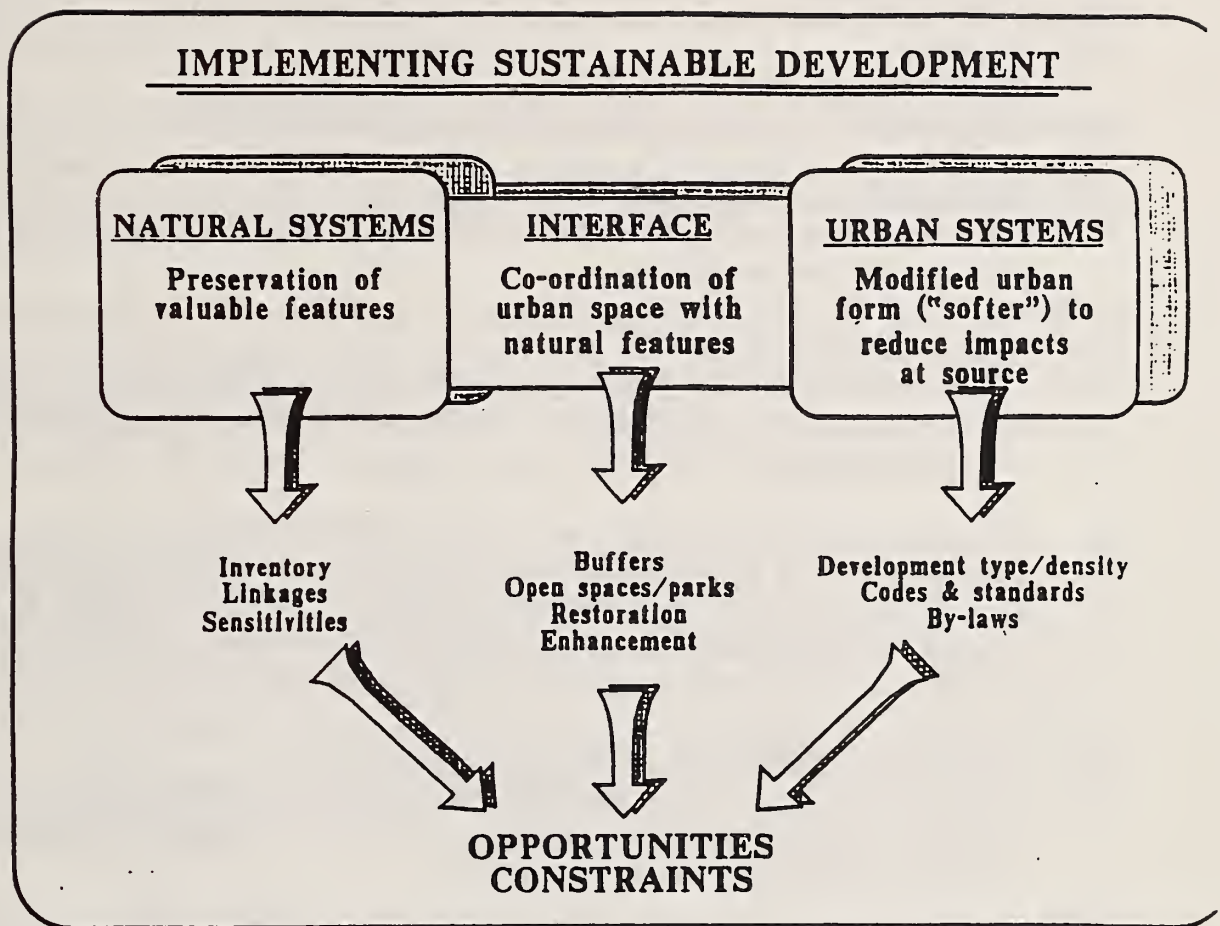 IMPLEMENTING SUSTAINABLE DEVELOPMENT
NATURAL SYSTEMS
Preservation of
valuable features
INTERFACE
Co-ordination of
urban space with
natural features
URBAN SYSTEMS
Modified urban
form ("softer") to
reduce impacts
at source
Inventory
Linkages
Sensitivities
Buffers
Open spaces/parks
Restoration
Enhancement
Development type/density
Codes & standards
By-laws
OPPORTUNITIES
CONSTRAINTS